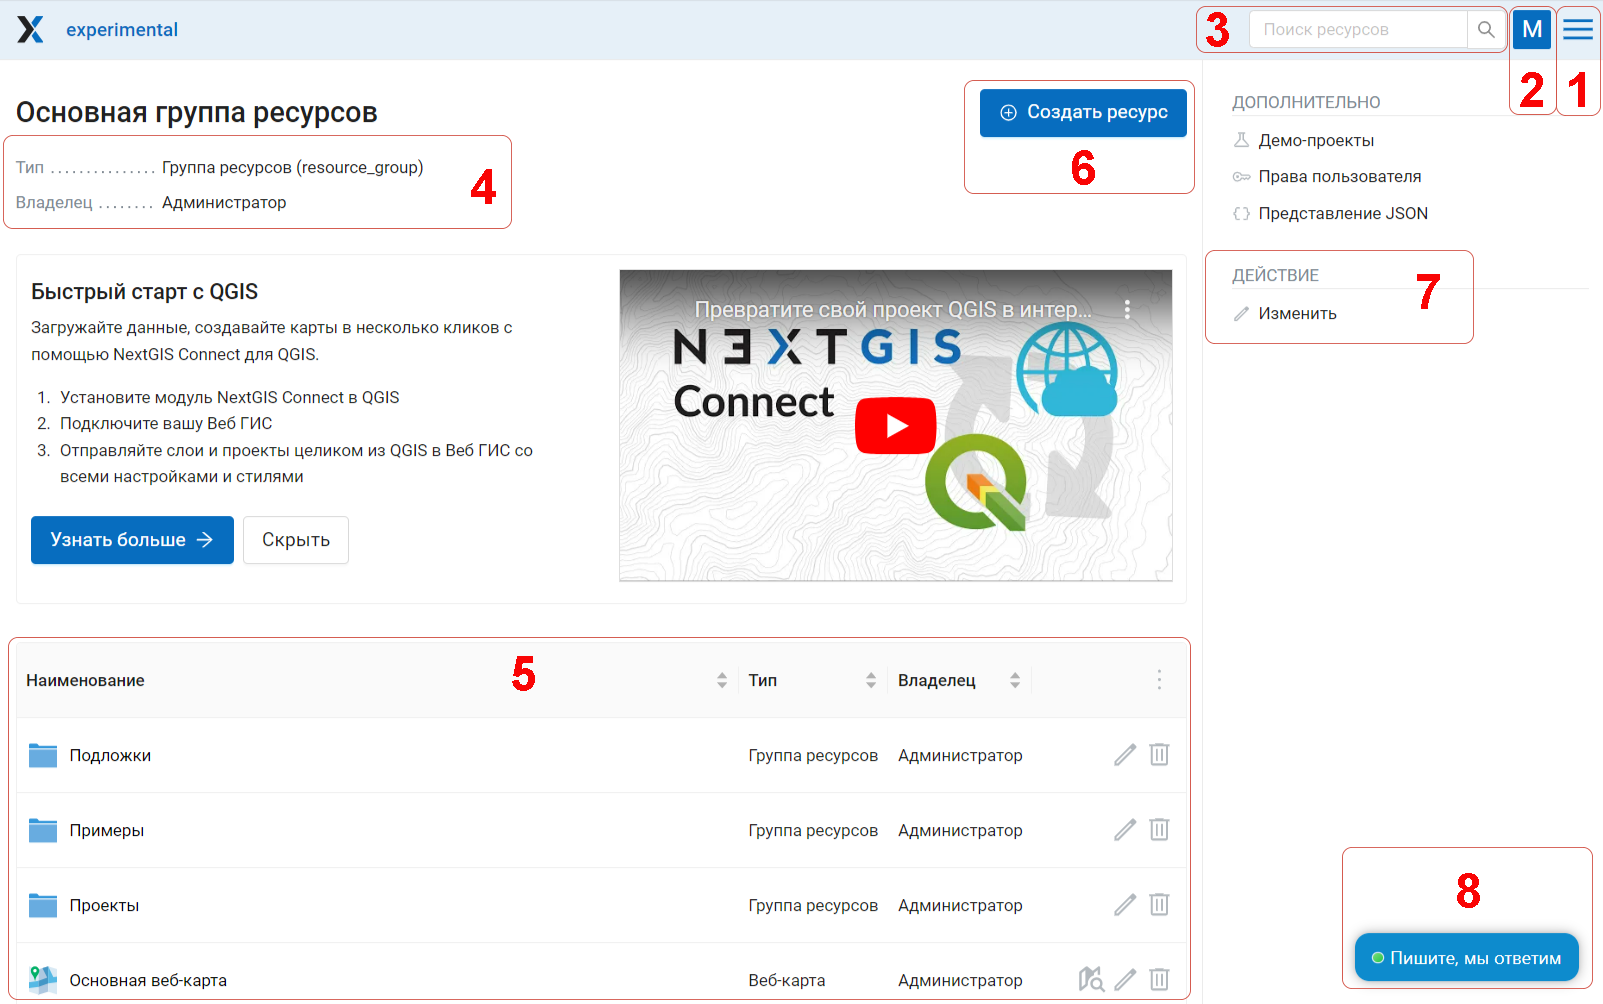 experimental
3
Поиск ресурсов
M
2
1
Основная группа ресурсов
Создать ресурс
6
Тип ............... Группа ресурсов (resource_group)
Владелец ........ Администратор
4
ДОПОЛНИТЕЛЬНО
Демо-проекты
Права пользователя
Представление JSON
ДЕЙСТВИЕ
7
Изменить
Быстрый старт с QGIS
Загружайте данные, создавайте карты в несколько кликов с
помощью NextGIS Connect для QGIS.
1. Установите модуль NextGIS Connect в QGIS
2. Подключите вашу Веб ГИС
3. Отправляйте слои и проекты целиком из QGIS в Веб ГИС со
всеми настройками и стилями
Узнать больше
Скрыть
Превратите свой проект QGIS в интер...
NEXTGIS
Connect
5
Наименование Тип Владелец
Подложки Группа ресурсов Администратор
Примеры Группа ресурсов Администратор
Проекты Группа ресурсов Администратор
Основная веб-карта Веб-карта Администратор
8
Пишите, мы ответим